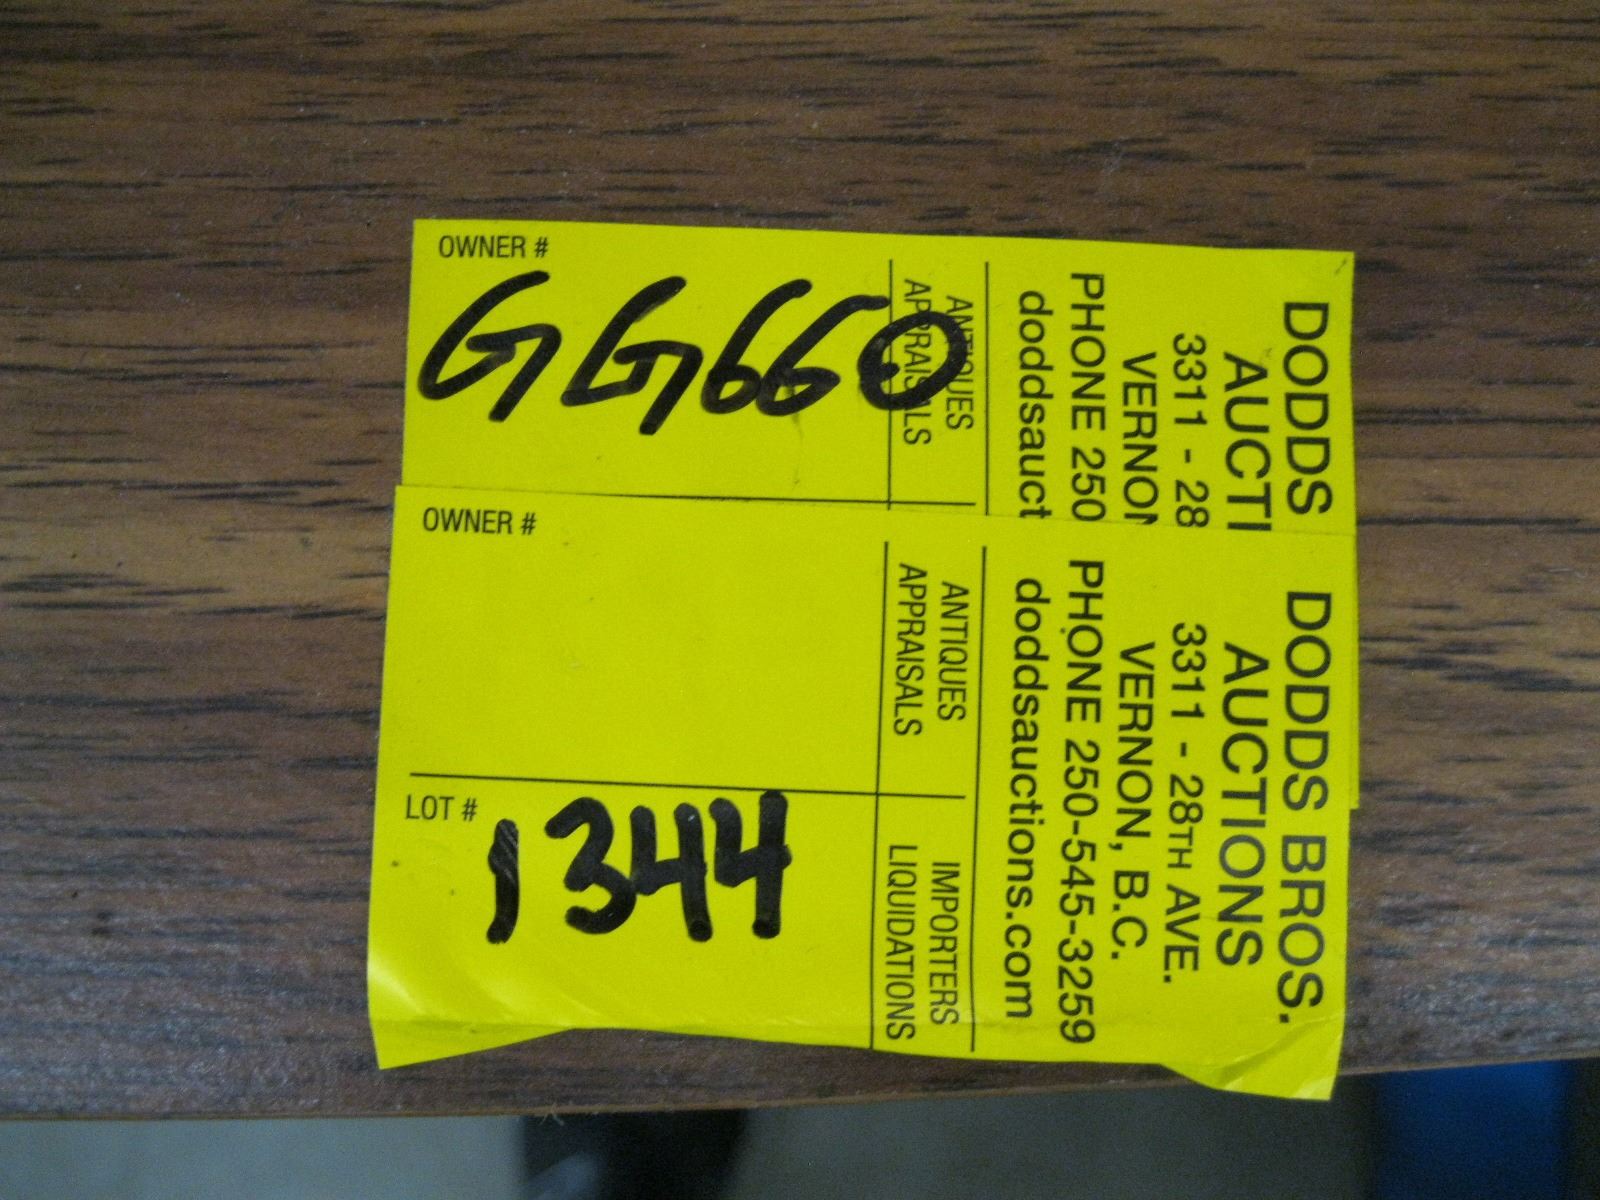 OWNER #
GG660
ANTIQUES
APPRAISALS
DODDS
AUCTI
3311 - 28
VERNON
PHONE 250
doddsauct
OWNER #
LOT #
1344
ANTIQUES
APPRAISALS
IMPORTERS
LIQUIDATIONS
DODDS BROS.
AUCTIONS
3311 - 28TH AVE.
VERNON, B.C.
PHONE 250-545-3259
doddsauctions.com